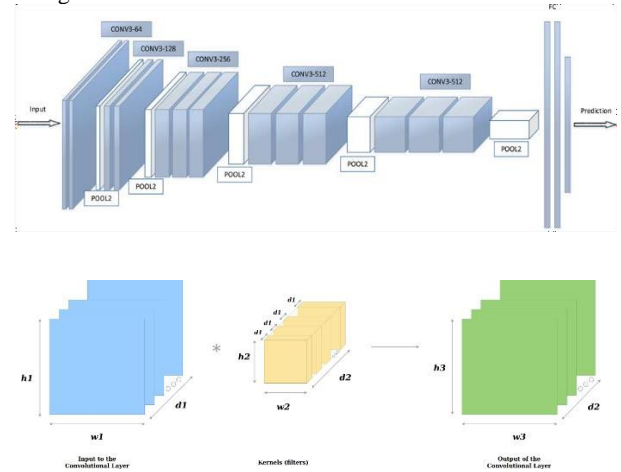 FC
CONV3-64
CONV3-128
CONV3-256
CONV3-512
CONV3-512
Input
Prediction
POOL2
POOL2
POOL2
POOL2
POOL2
h1
w1
d1
*
d1
d1
d1
d1
h2
w2
d2
h3
w3
d2
Input to the
Convolutional Layer
Kernels (filters)
Output of the
Convolutional Layer